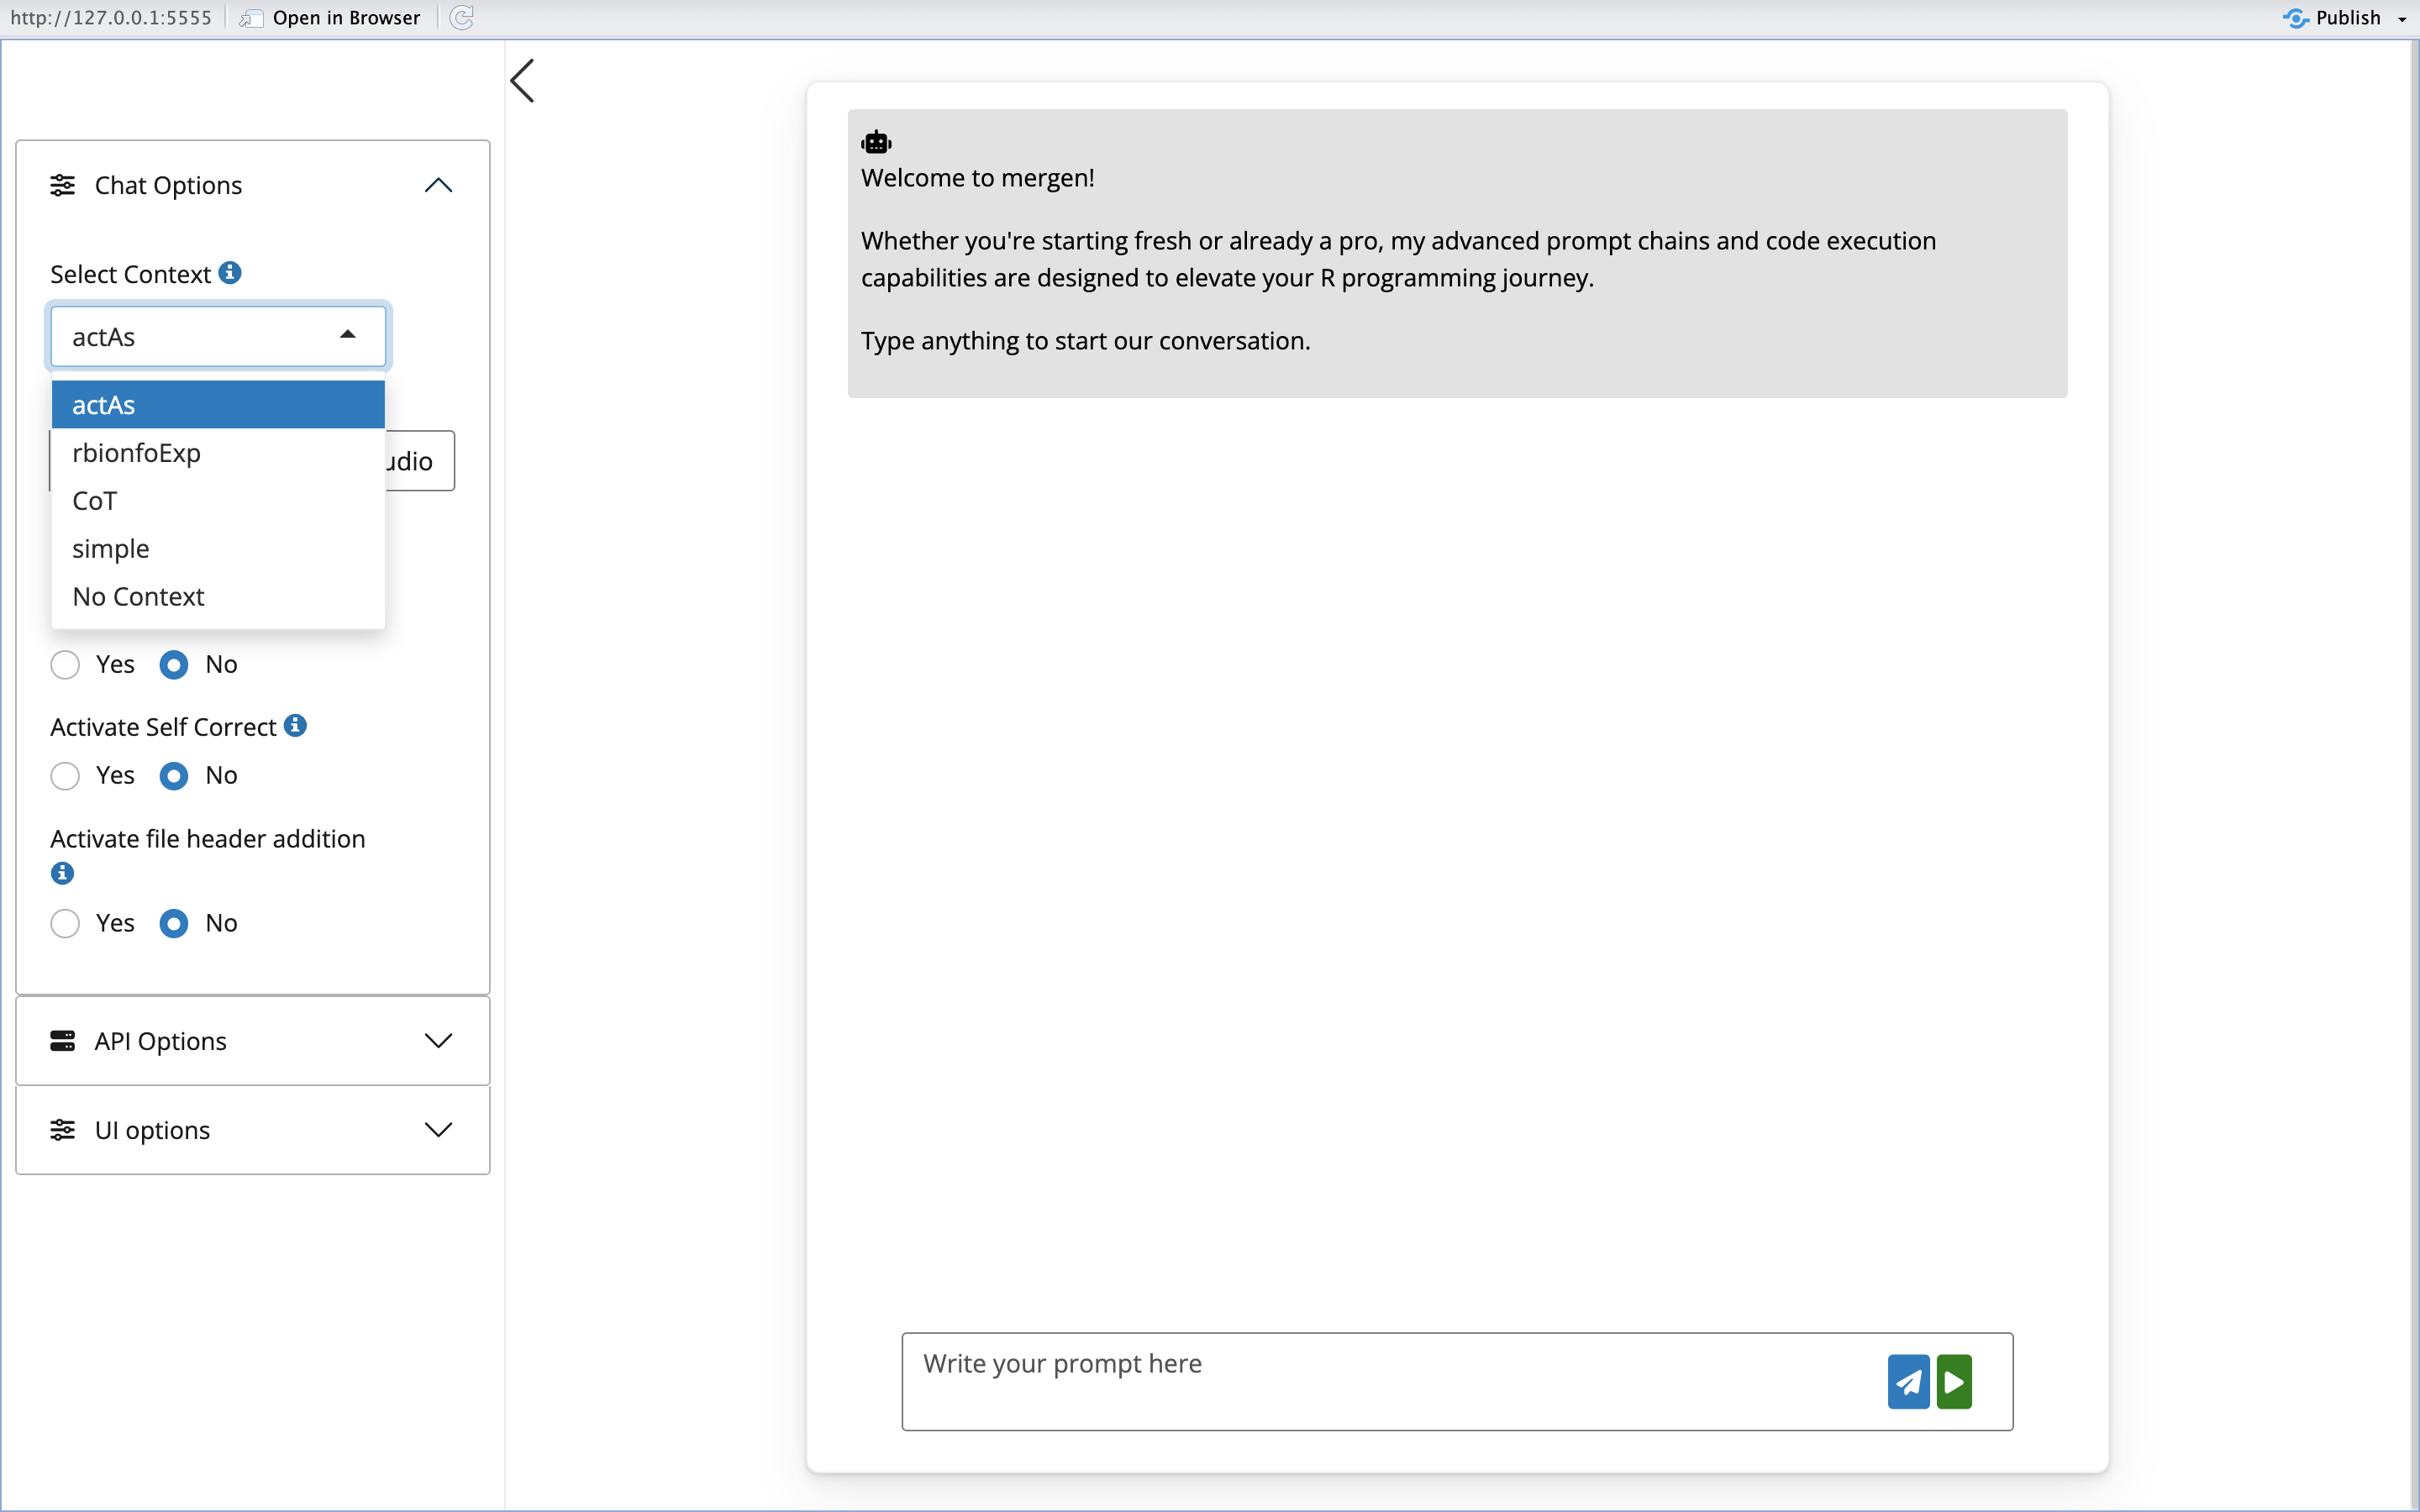 http://127.0.0.1:5555 Open in Browser Publish
Chat Options
Select Context
actAs
actAs
rbionfoExp
CoT
simple
No Context
Yes No
Activate Self Correct
Yes No
Activate file header addition
Yes No
API Options
UI options
Welcome to mergen!
Whether you're starting fresh or already a pro, my advanced prompt chains and code execution
capabilities are designed to elevate your R programming journey.
Type anything to start our conversation.
Write your prompt here